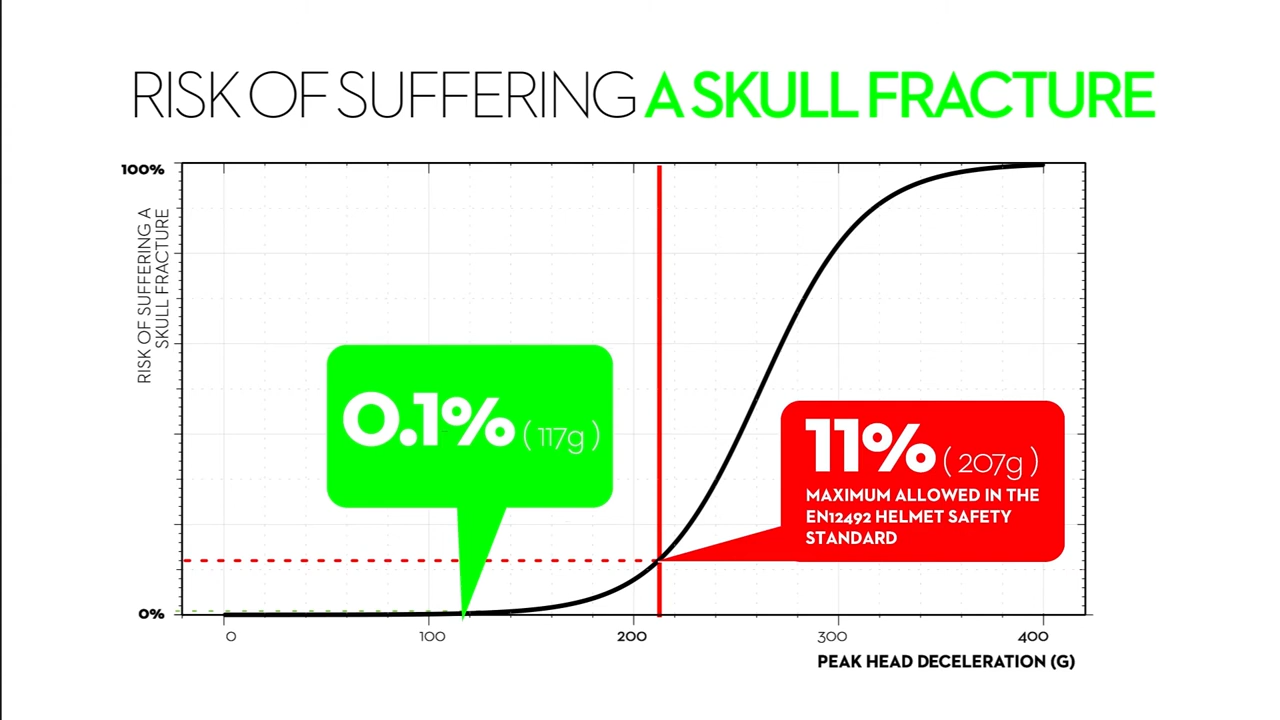 RISK OF SUFFERING A SKULL FRACTURE
100%
RISK OF SUFFERING A
SKULL FRACTURE
0.1% (117g)
11% (207g)
MAXIMUM ALLOWED IN THE
EN12492 HELMET SAFETY
STANDARD
0%
0 100 200 300 400
PEAK HEAD DECELERATION (G)